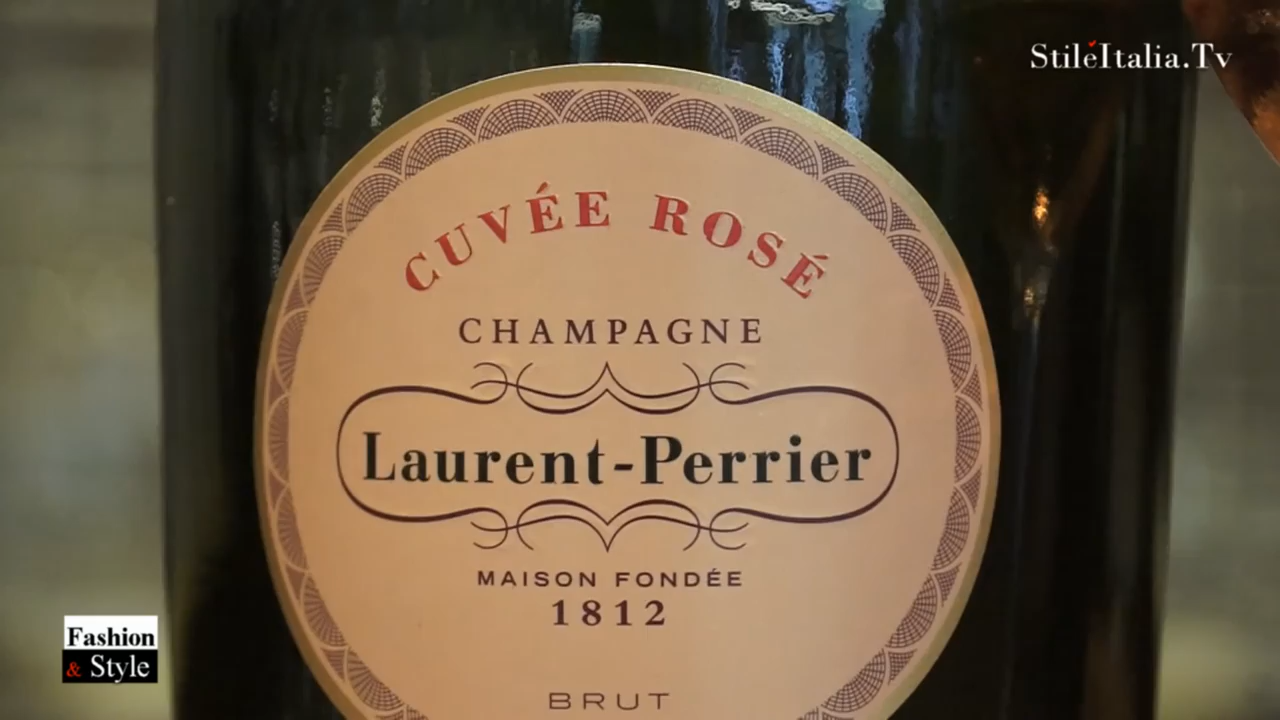 StileItalia.Tv
CUVÉE ROSÉ
CHAMPAGNE
Laurent-Perrier
MAISON FONDÉE
1812
BRUT
Fashion
& Style